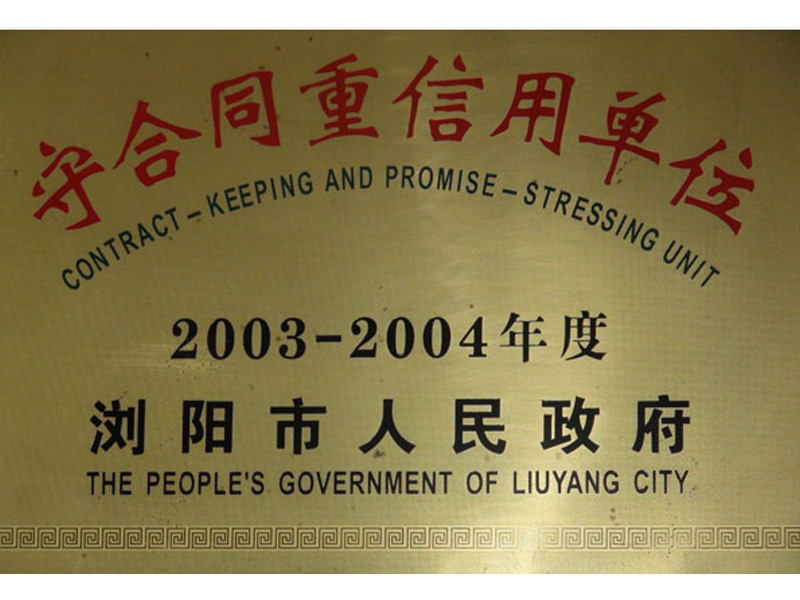 守合同重信用单位
CONTRACT-KEEPING AND PROMISE-STRESSING UNIT
2003-2004年度
浏阳市人民政府
THE PEOPLE'S GOVERNMENT OF LIUYANG CITY